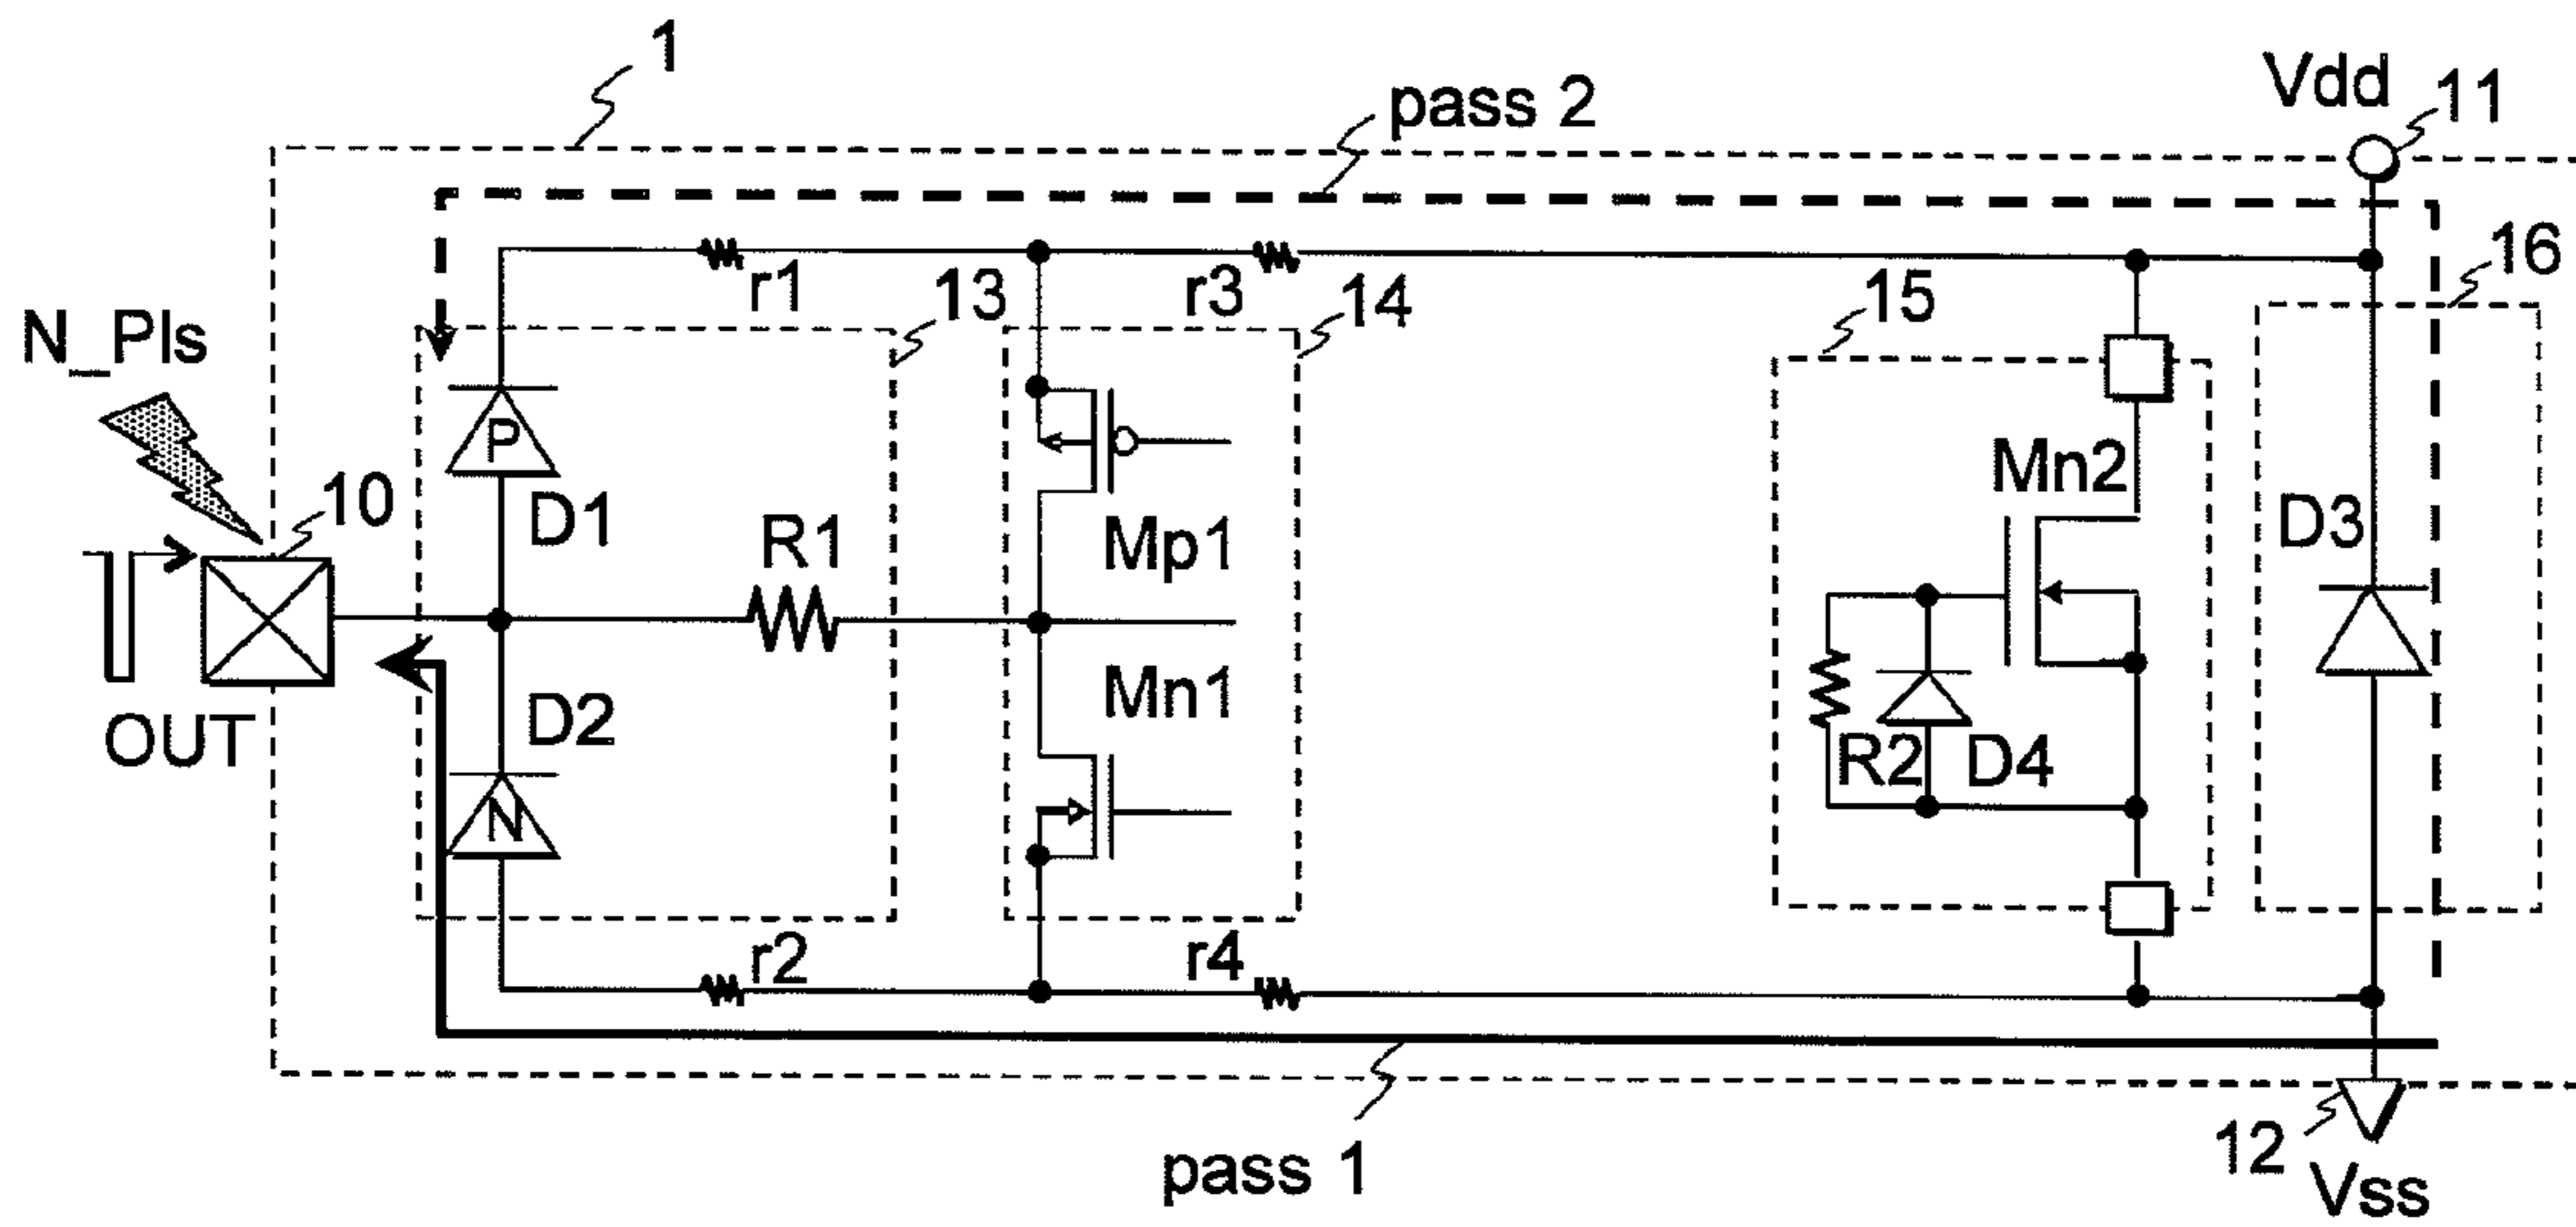 1
pass 2
Vdd
11
r1
13
r3
14
15
16
N_Pls
P
10
D1
R1
Mp1
Mn2
D3
OUT
D2
Mn1
N
R2
D4
r2
r4
pass 1
12
Vss